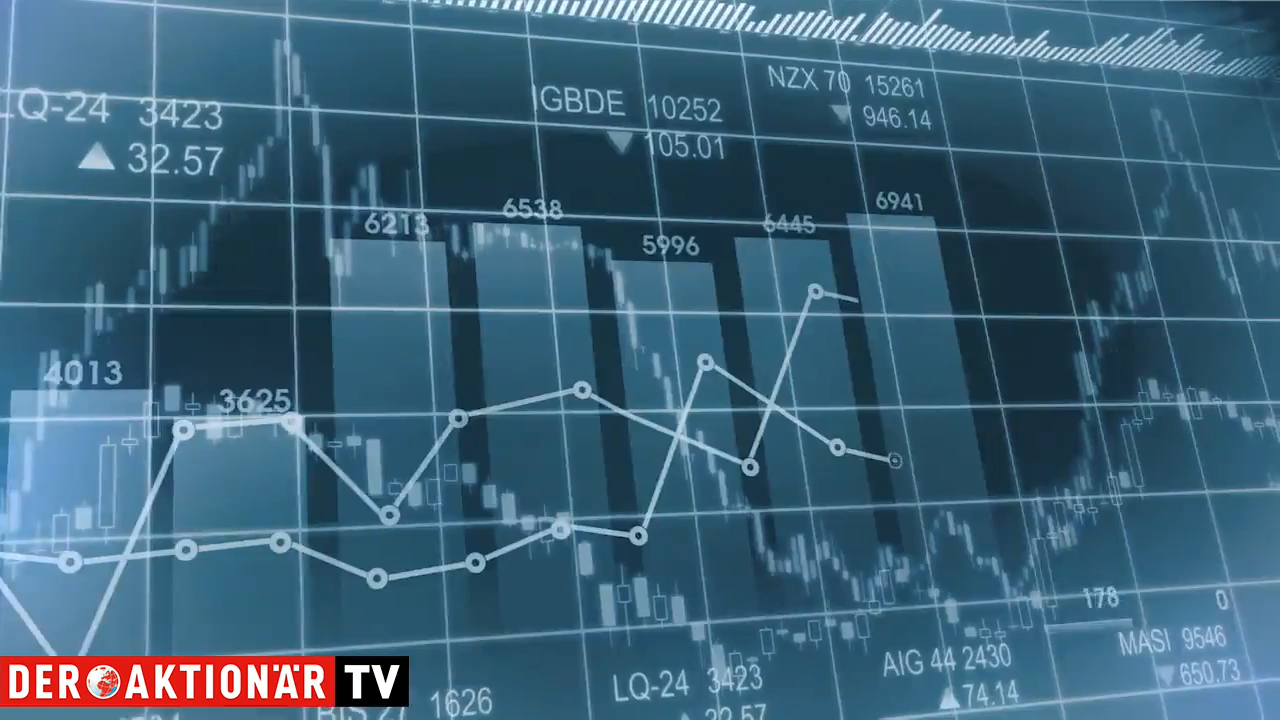 NZX 70 15261
946.14
IGBDE 10252
105.01
LQ-24 3423
32.57
6941
6538
6213
6445
5996
4013
3625
178
0
MASI 9546
650.73
AIG 44 2430
74.14
LQ-24 3423
32.57
1626
DER AKTIONÄR TV